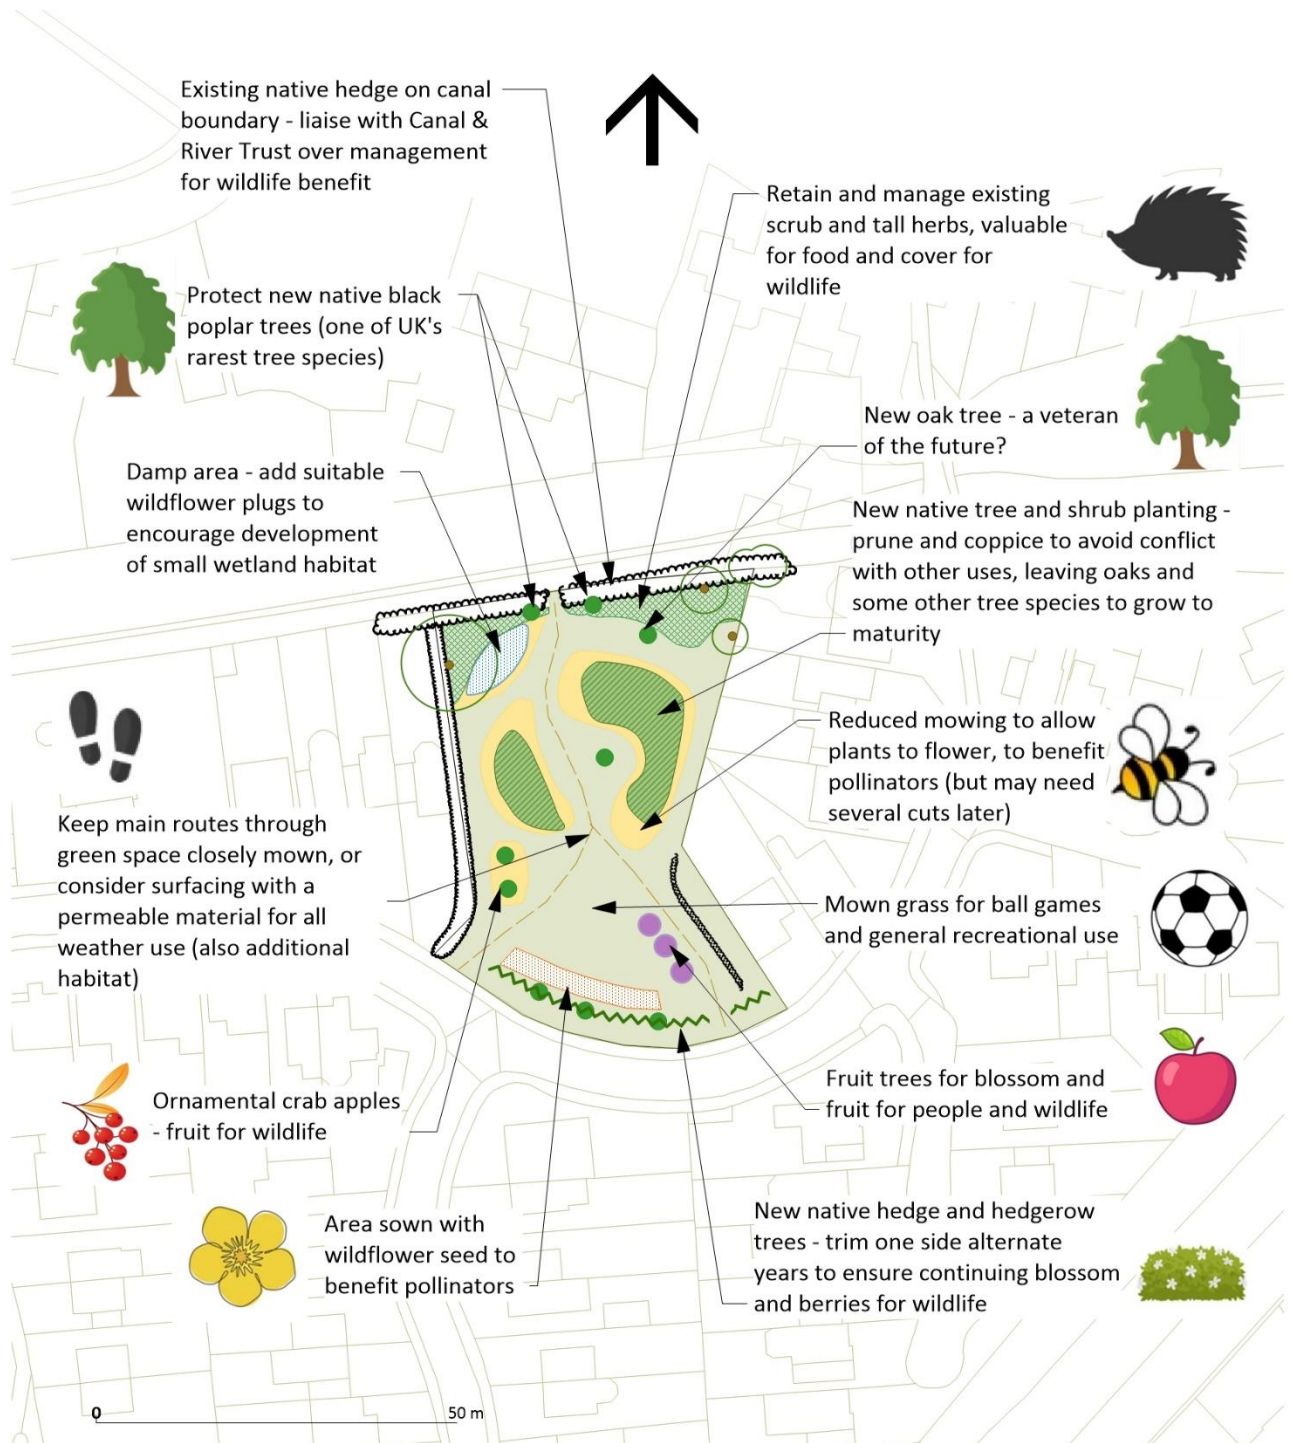 Existing native hedge on canal
boundary - liaise with Canal &
River Trust over management
for wildlife benefit
Retain and manage existing
scrub and tall herbs, valuable
for food and cover for
wildlife
Protect new native black
poplar trees (one of UK's
rarest tree species)
New oak tree - a veteran
of the future?
Damp area - add suitable
wildflower plugs to
encourage development
of small wetland habitat
New native tree and shrub planting -
prune and coppice to avoid conflict
with other uses, leaving oaks and
some other tree species to grow to
maturity
Reduced mowing to allow
plants to flower, to benefit
pollinators (but may need
several cuts later)
Keep main routes through
green space closely mown, or
consider surfacing with a
permeable material for all
weather use (also additional
habitat)
Mown grass for ball games
and general recreational use
Fruit trees for blossom and
fruit for people and wildlife
Ornamental crab apples
- fruit for wildlife
Area sown with
wildflower seed to
benefit pollinators
New native hedge and hedgerow
trees - trim one side alternate
years to ensure continuing blossom
and berries for wildlife
0 50 m